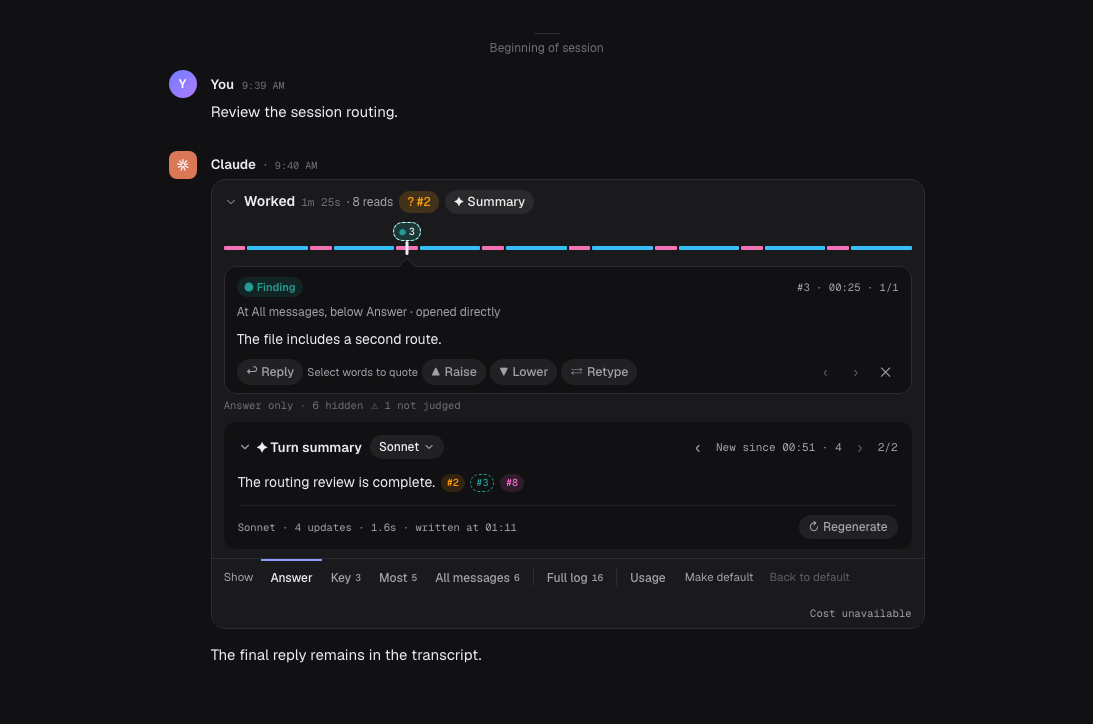 Beginning of session
Y You 9:39 AM
Review the session routing.
Claude · 9:40 AM
Worked 1m 25s · 8 reads ? #2 ✦ Summary
3
Finding #3 · 00:25 · 1/1
At All messages, below Answer · opened directly
The file includes a second route.
↩ Reply Select words to quote ▲ Raise ▼ Lower ⇄ Retype ‹ › ×
Answer only · 6 hidden ⚠ 1 not judged
✦ Turn summary Sonnet ‹ New since 00:51 · 4 › 2/2
The routing review is complete. #2 #3 #8
Sonnet · 4 updates · 1.6s · written at 01:11 ↻ Regenerate
Show Answer Key 3 Most 5 All messages 6 Full log 16 Usage Make default Back to default
Cost unavailable
The final reply remains in the transcript.